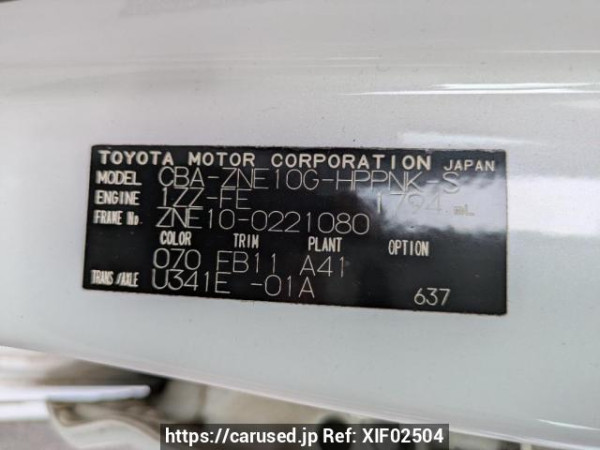 TOYOTA MOTOR CORPORATION JAPAN
MODEL CBA-ZNE10G-HPPNK-S
ENGINE 1ZZ-FE 1794 mL
FRAME No. ZNE10-0221080
COLOR TRIM PLANT OPTION
070 FB11 A41
TRANS/AXLE U341E -01A 637
https://carused.jp Ref: XIF02504